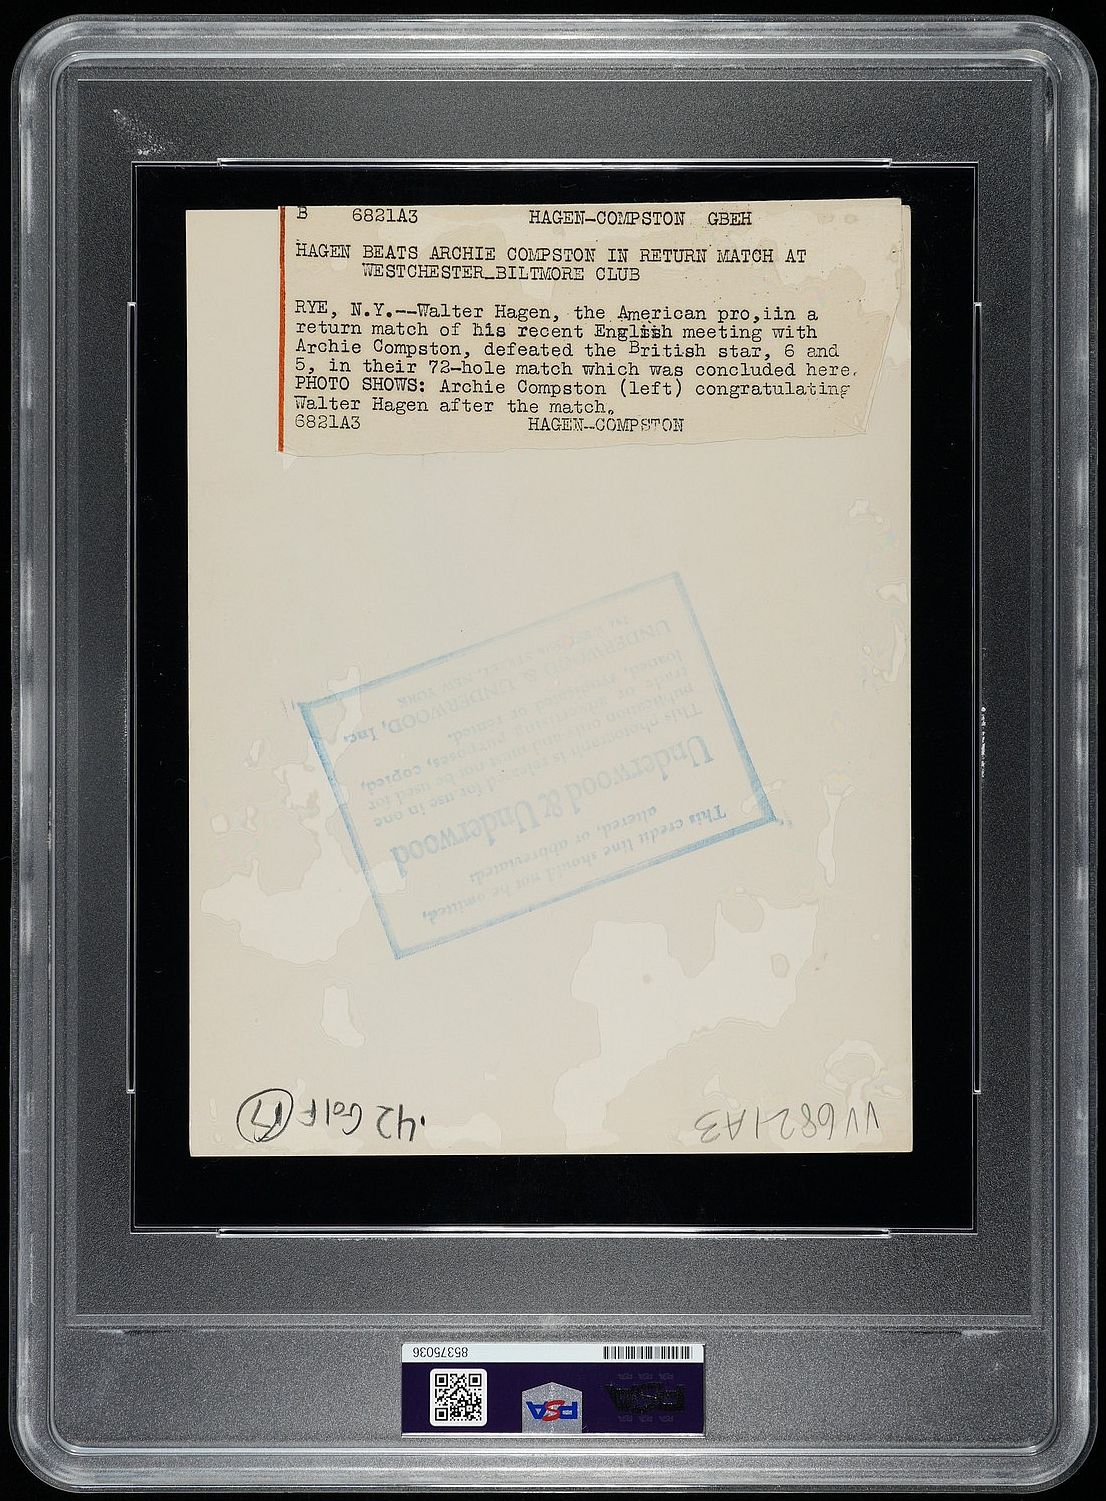 B 6821A3 HAGEN-COMPSTON GBEH
HAGEN BEATS ARCHIE COMPSTON IN RETURN MATCH AT
WESTCHESTER_BILTMORE CLUB
RYE, N.Y.--Walter Hagen, the American pro,iin a
return match of his recent English meeting with
Archie Compston, defeated the British star, 6 and
5, in their 72-hole match which was concluded here.
PHOTO SHOWS: Archie Compston (left) congratulating
Walter Hagen after the match.
6821A3 HAGEN--COMPSTON
This credit line should not be omitted,
altered, or abbreviated:
Underwood & Underwood
This photograph is released for use in one
publication only and must not be used for
advertising purposes, copied,
loaned, syndicated or rented.
UNDERWOOD & UNDERWOOD, Inc.
STREET, NEW YORK
VV6821A3
.42 Golf
85375036
PSA